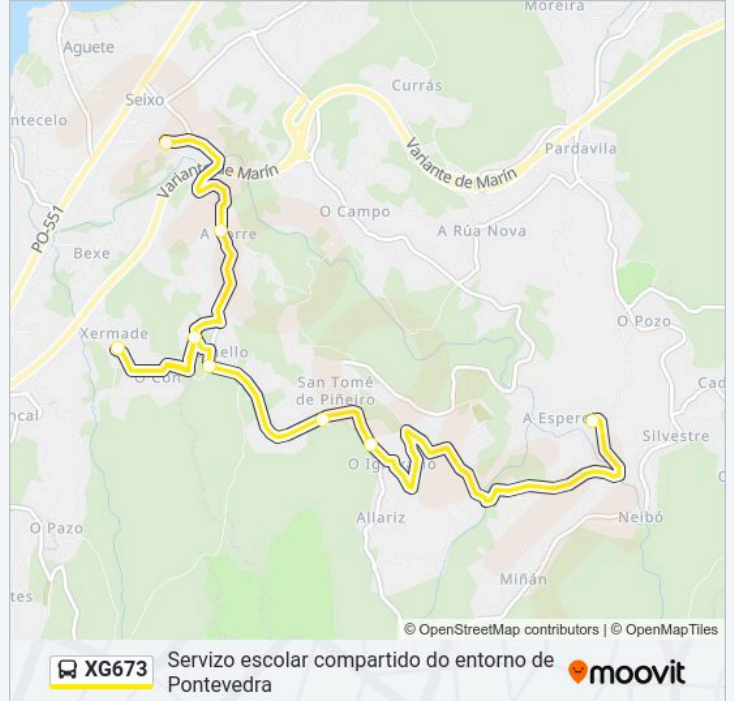 Moreira
Aguete
Currás
Seixo
ntecelo
Pardavila
Variante de Marín
Variante de Marín
O Campo
PO-551
A Rúa Nova
Bexe
O Pozo
Xermade
San Tomé
de Piñeiro
Cad
ncal
Silvestre
Allariz
Neibó
O Pazo
Miñán
tes
© OpenStreetMap contributors | © OpenMapTiles
XG673
Servizo escolar compartido do entorno de
Pontevedra
moovit